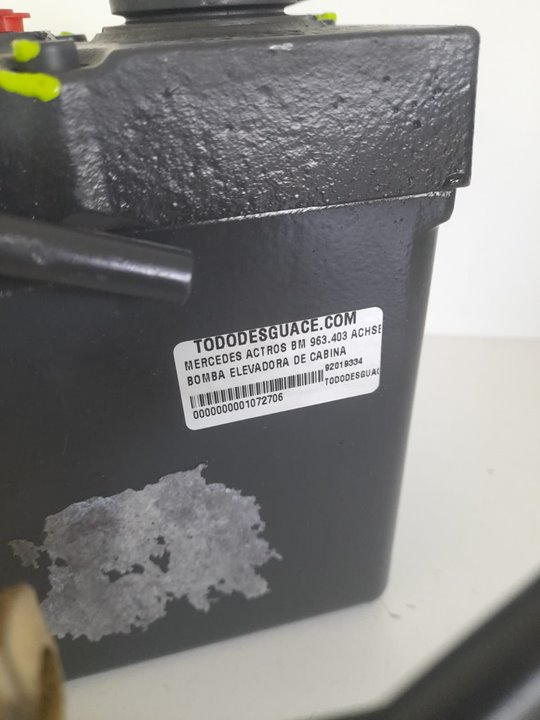 TODODESGUACE.COM
MERCEDES ACTROS BM 963.403 ACHSE
BOMBA ELEVADORA DE CABINA
92019334
TODODESGUAC
0000000001072706